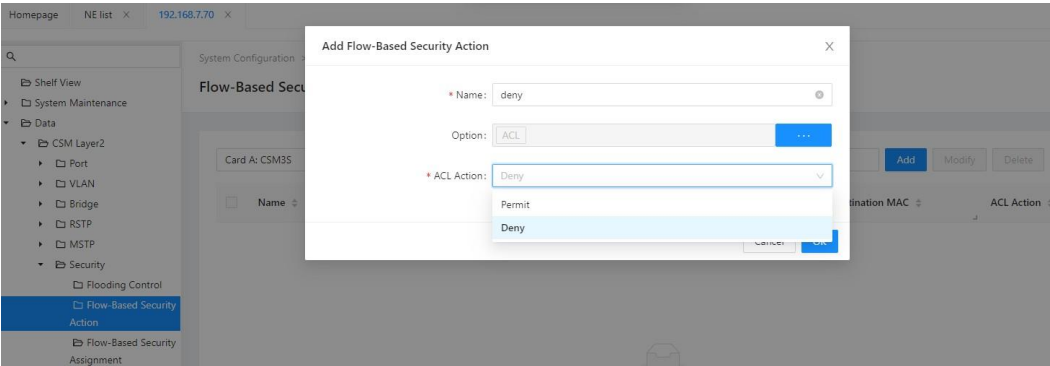 Homepage
NE list ×
192.168.7.70 ×
Shelf View
System Maintenance
Data
CSM Layer2
Port
VLAN
Bridge
RSTP
MSTP
Security
Flooding Control
Flow-Based Security
Action
Flow-Based Security
Assignment
System Configuration
Flow-Based Secu
Card A: CSM3S
Add
Modify
Delete
Name
tination MAC
ACL Action
Add Flow-Based Security Action
* Name: deny
Option: ACL ...
* ACL Action: Deny
Permit
Deny
Cancel
OK